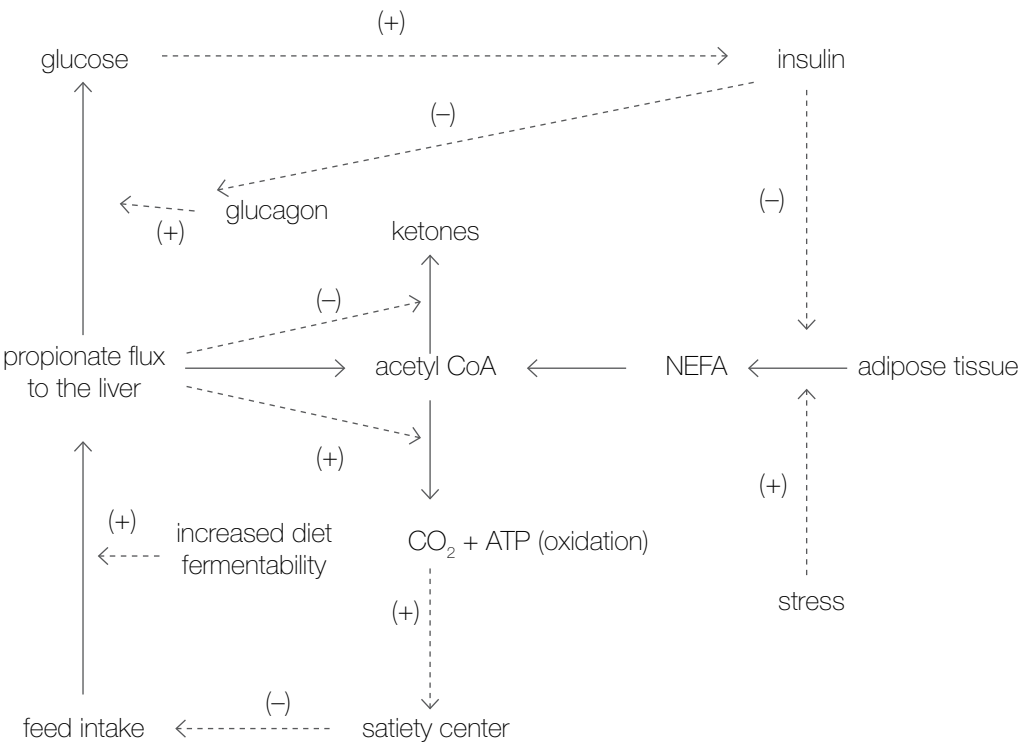 (+)
glucose
insulin
(–)
(–)
glucagon
(+)
ketones
(–)
propionate flux
to the liver
acetyl CoA
NEFA
adipose tissue
(+)
(+)
(+)
increased diet
fermentability
CO₂ + ATP (oxidation)
stress
(+)
(–)
feed intake
satiety center